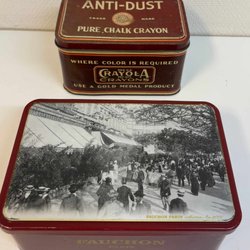 ANTI-DUST
TRADE MARK
PURE, CHALK CRAYON
WHERE COLOR IS REQUIRED
CRAYOLA
CRAYONS
USE A GOLD MEDAL PRODUCT
FAUCHON